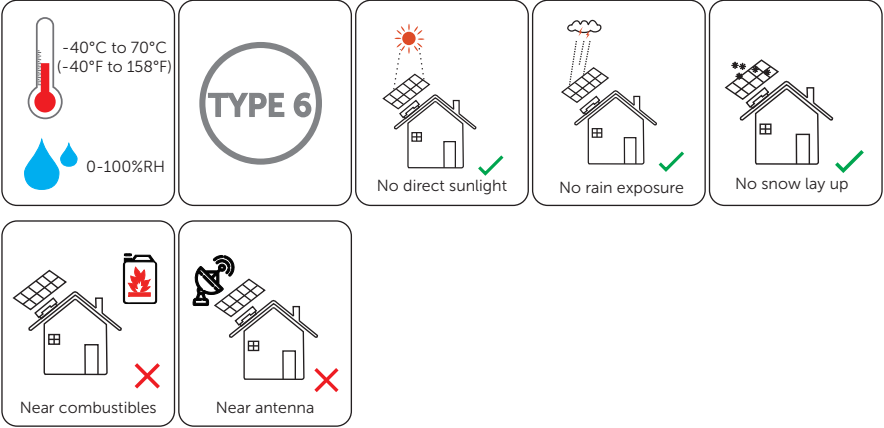 -40°C to 70°C
(-40°F to 158°F)
0-100%RH
TYPE 6
No direct sunlight
No rain exposure
No snow lay up
Near combustibles
Near antenna